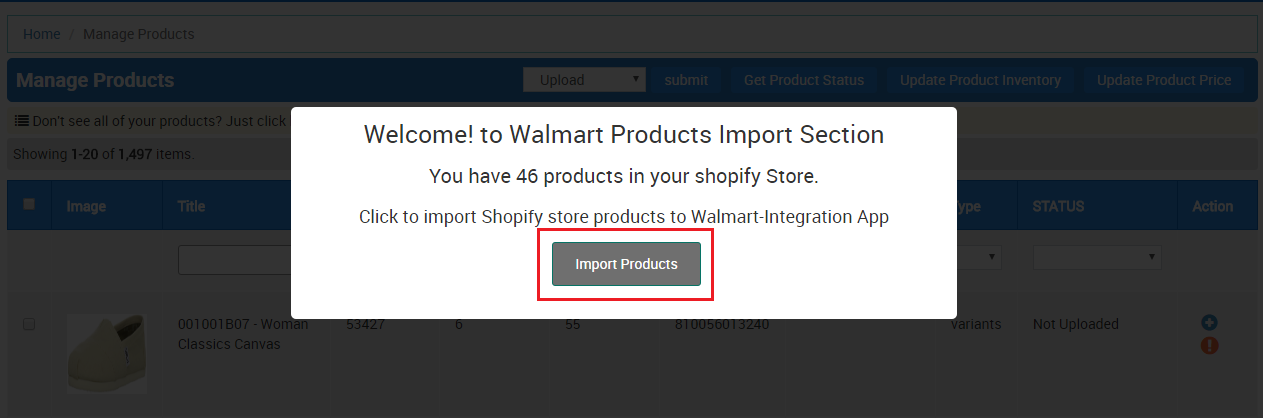 Home / Manage Products
Manage Products
Upload
submit
Get Product Status
Update Product Inventory
Update Product Price
Don't see all of your products? Just click
Showing 1-20 of 1,497 items.
Welcome! to Walmart Products Import Section
You have 46 products in your shopify Store.
Click to import Shopify store products to Walmart-Integration App
Import Products
Image
Title
STATUS
Action
001001B07 - Woman
Classics Canvas
53427
6
55
810056013240
variants
Not Uploaded